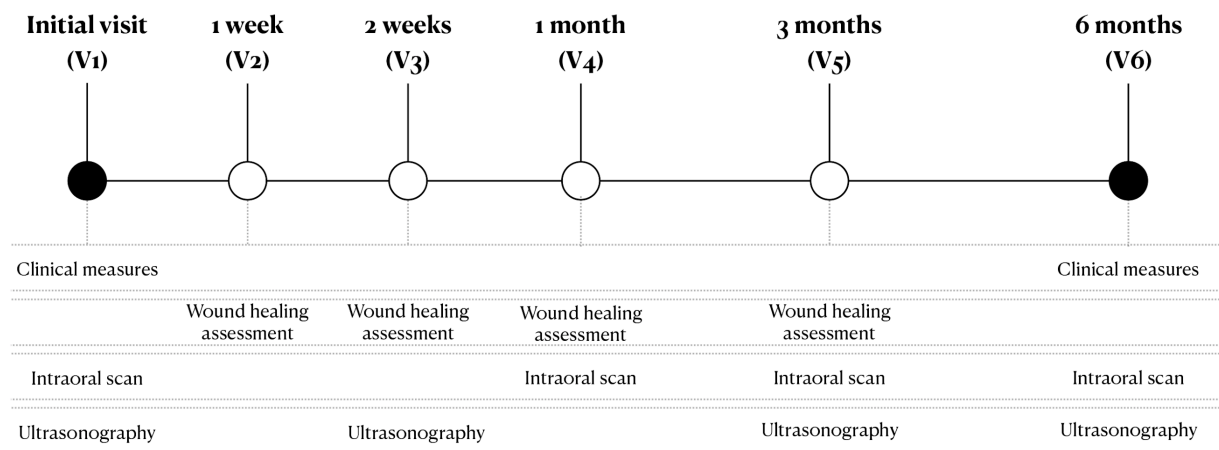 Initial visit 1 week 2 weeks 1 month 3 months 6 months
(V1) (V2) (V3) (V4) (V5) (V6)
Clinical measures Clinical measures
Wound healing Wound healing Wound healing Wound healing
assessment assessment assessment assessment
Intraoral scan Intraoral scan Intraoral scan Intraoral scan
Ultrasonography Ultrasonography Ultrasonography Ultrasonography